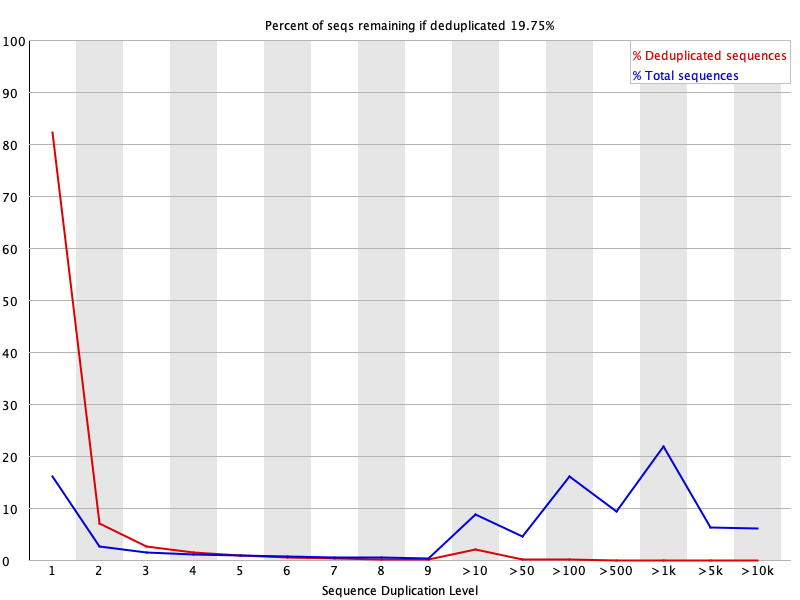 Percent of seqs remaining if deduplicated 19.75%
% Deduplicated sequences
% Total sequences
100
90
80
70
60
50
40
30
20
10
0
1 2 3 4 5 6 7 8 9 >10 >50 >100 >500 >1k >5k >10k
Sequence Duplication Level